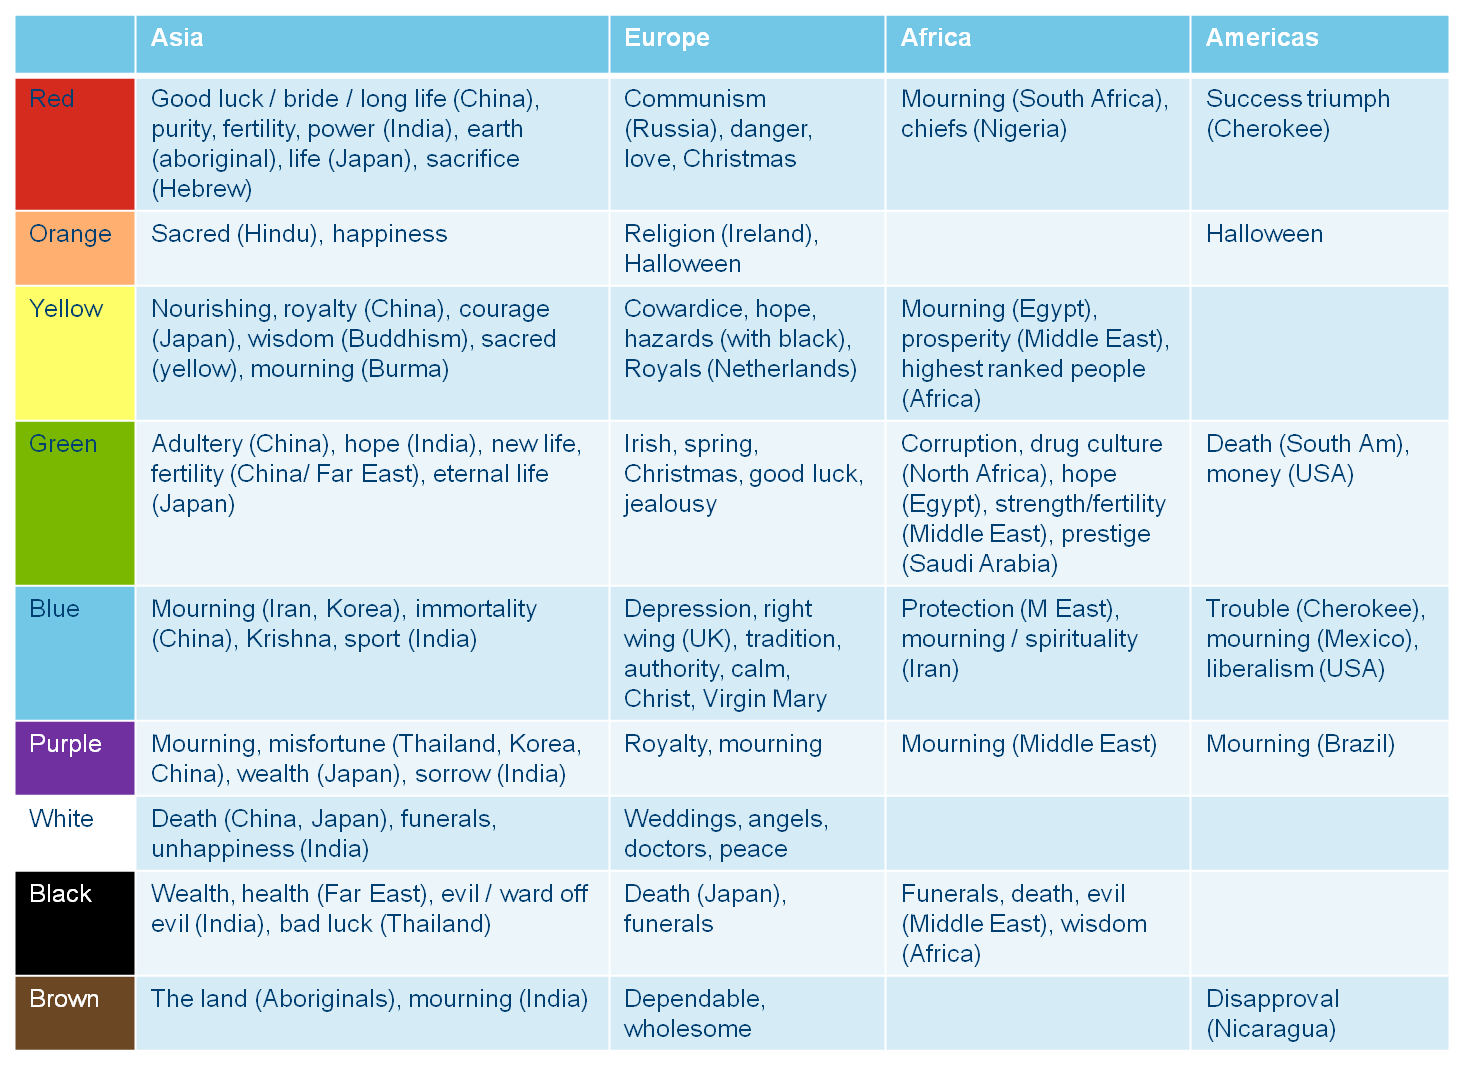 Asia Europe Africa Americas
Red
Good luck / bride / long life (China),
purity, fertility, power (India), earth
(aboriginal), life (Japan), sacrifice
(Hebrew)
Communism
(Russia), danger,
love, Christmas
Mourning (South Africa),
chiefs (Nigeria)
Success triumph
(Cherokee)
Orange
Sacred (Hindu), happiness
Religion (Ireland),
Halloween
Halloween
Yellow
Nourishing, royalty (China), courage
(Japan), wisdom (Buddhism), sacred
(yellow), mourning (Burma)
Cowardice, hope,
hazards (with black),
Royals (Netherlands)
Mourning (Egypt),
prosperity (Middle East),
highest ranked people
(Africa)
Green
Adultery (China), hope (India), new life,
fertility (China/ Far East), eternal life
(Japan)
Irish, spring,
Christmas, good luck,
jealousy
Corruption, drug culture
(North Africa), hope
(Egypt), strength/fertility
(Middle East), prestige
(Saudi Arabia)
Death (South Am),
money (USA)
Blue
Mourning (Iran, Korea), immortality
(China), Krishna, sport (India)
Depression, right
wing (UK), tradition,
authority, calm,
Christ, Virgin Mary
Protection (M East),
mourning / spirituality
(Iran)
Trouble (Cherokee),
mourning (Mexico),
liberalism (USA)
Purple
Mourning, misfortune (Thailand, Korea,
China), wealth (Japan), sorrow (India)
Royalty, mourning
Mourning (Middle East)
Mourning (Brazil)
White
Death (China, Japan), funerals,
unhappiness (India)
Weddings, angels,
doctors, peace
Black
Wealth, health (Far East), evil / ward off
evil (India), bad luck (Thailand)
Death (Japan),
funerals
Funerals, death, evil
(Middle East), wisdom
(Africa)
Brown
The land (Aboriginals), mourning (India)
Dependable,
wholesome
Disapproval
(Nicaragua)